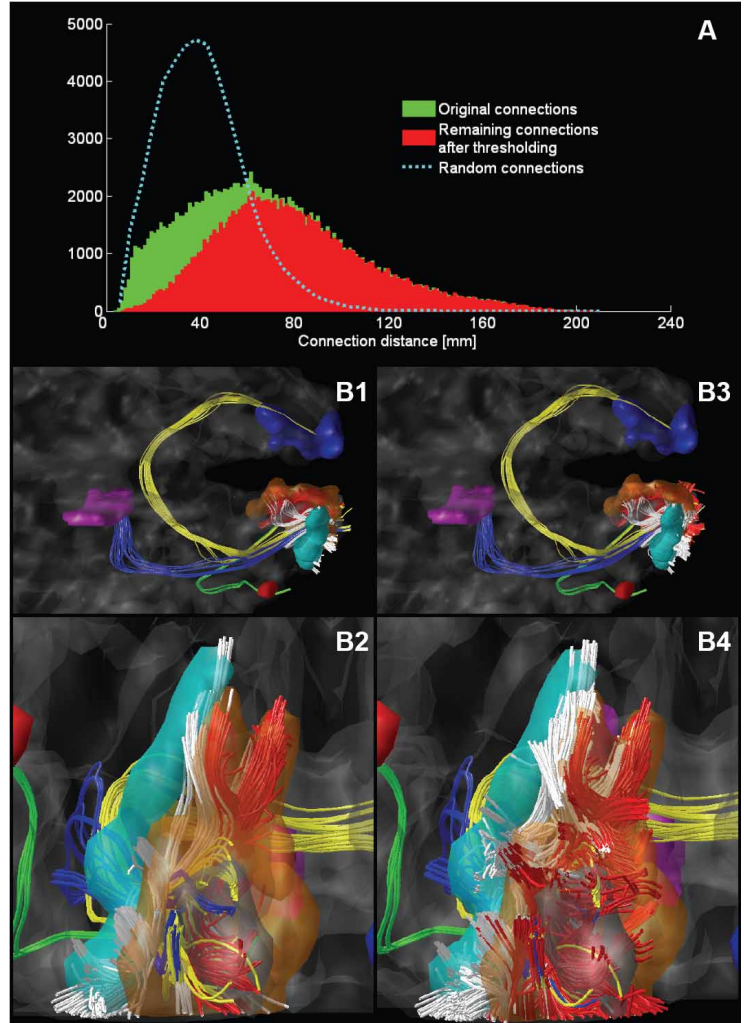 A
5000
4000
3000
2000
1000
0
Original connections
Remaining connections
after thresholding
Random connections
0
40
80
120
160
200
240
Connection distance [mm]
B1
B3
B2
B4